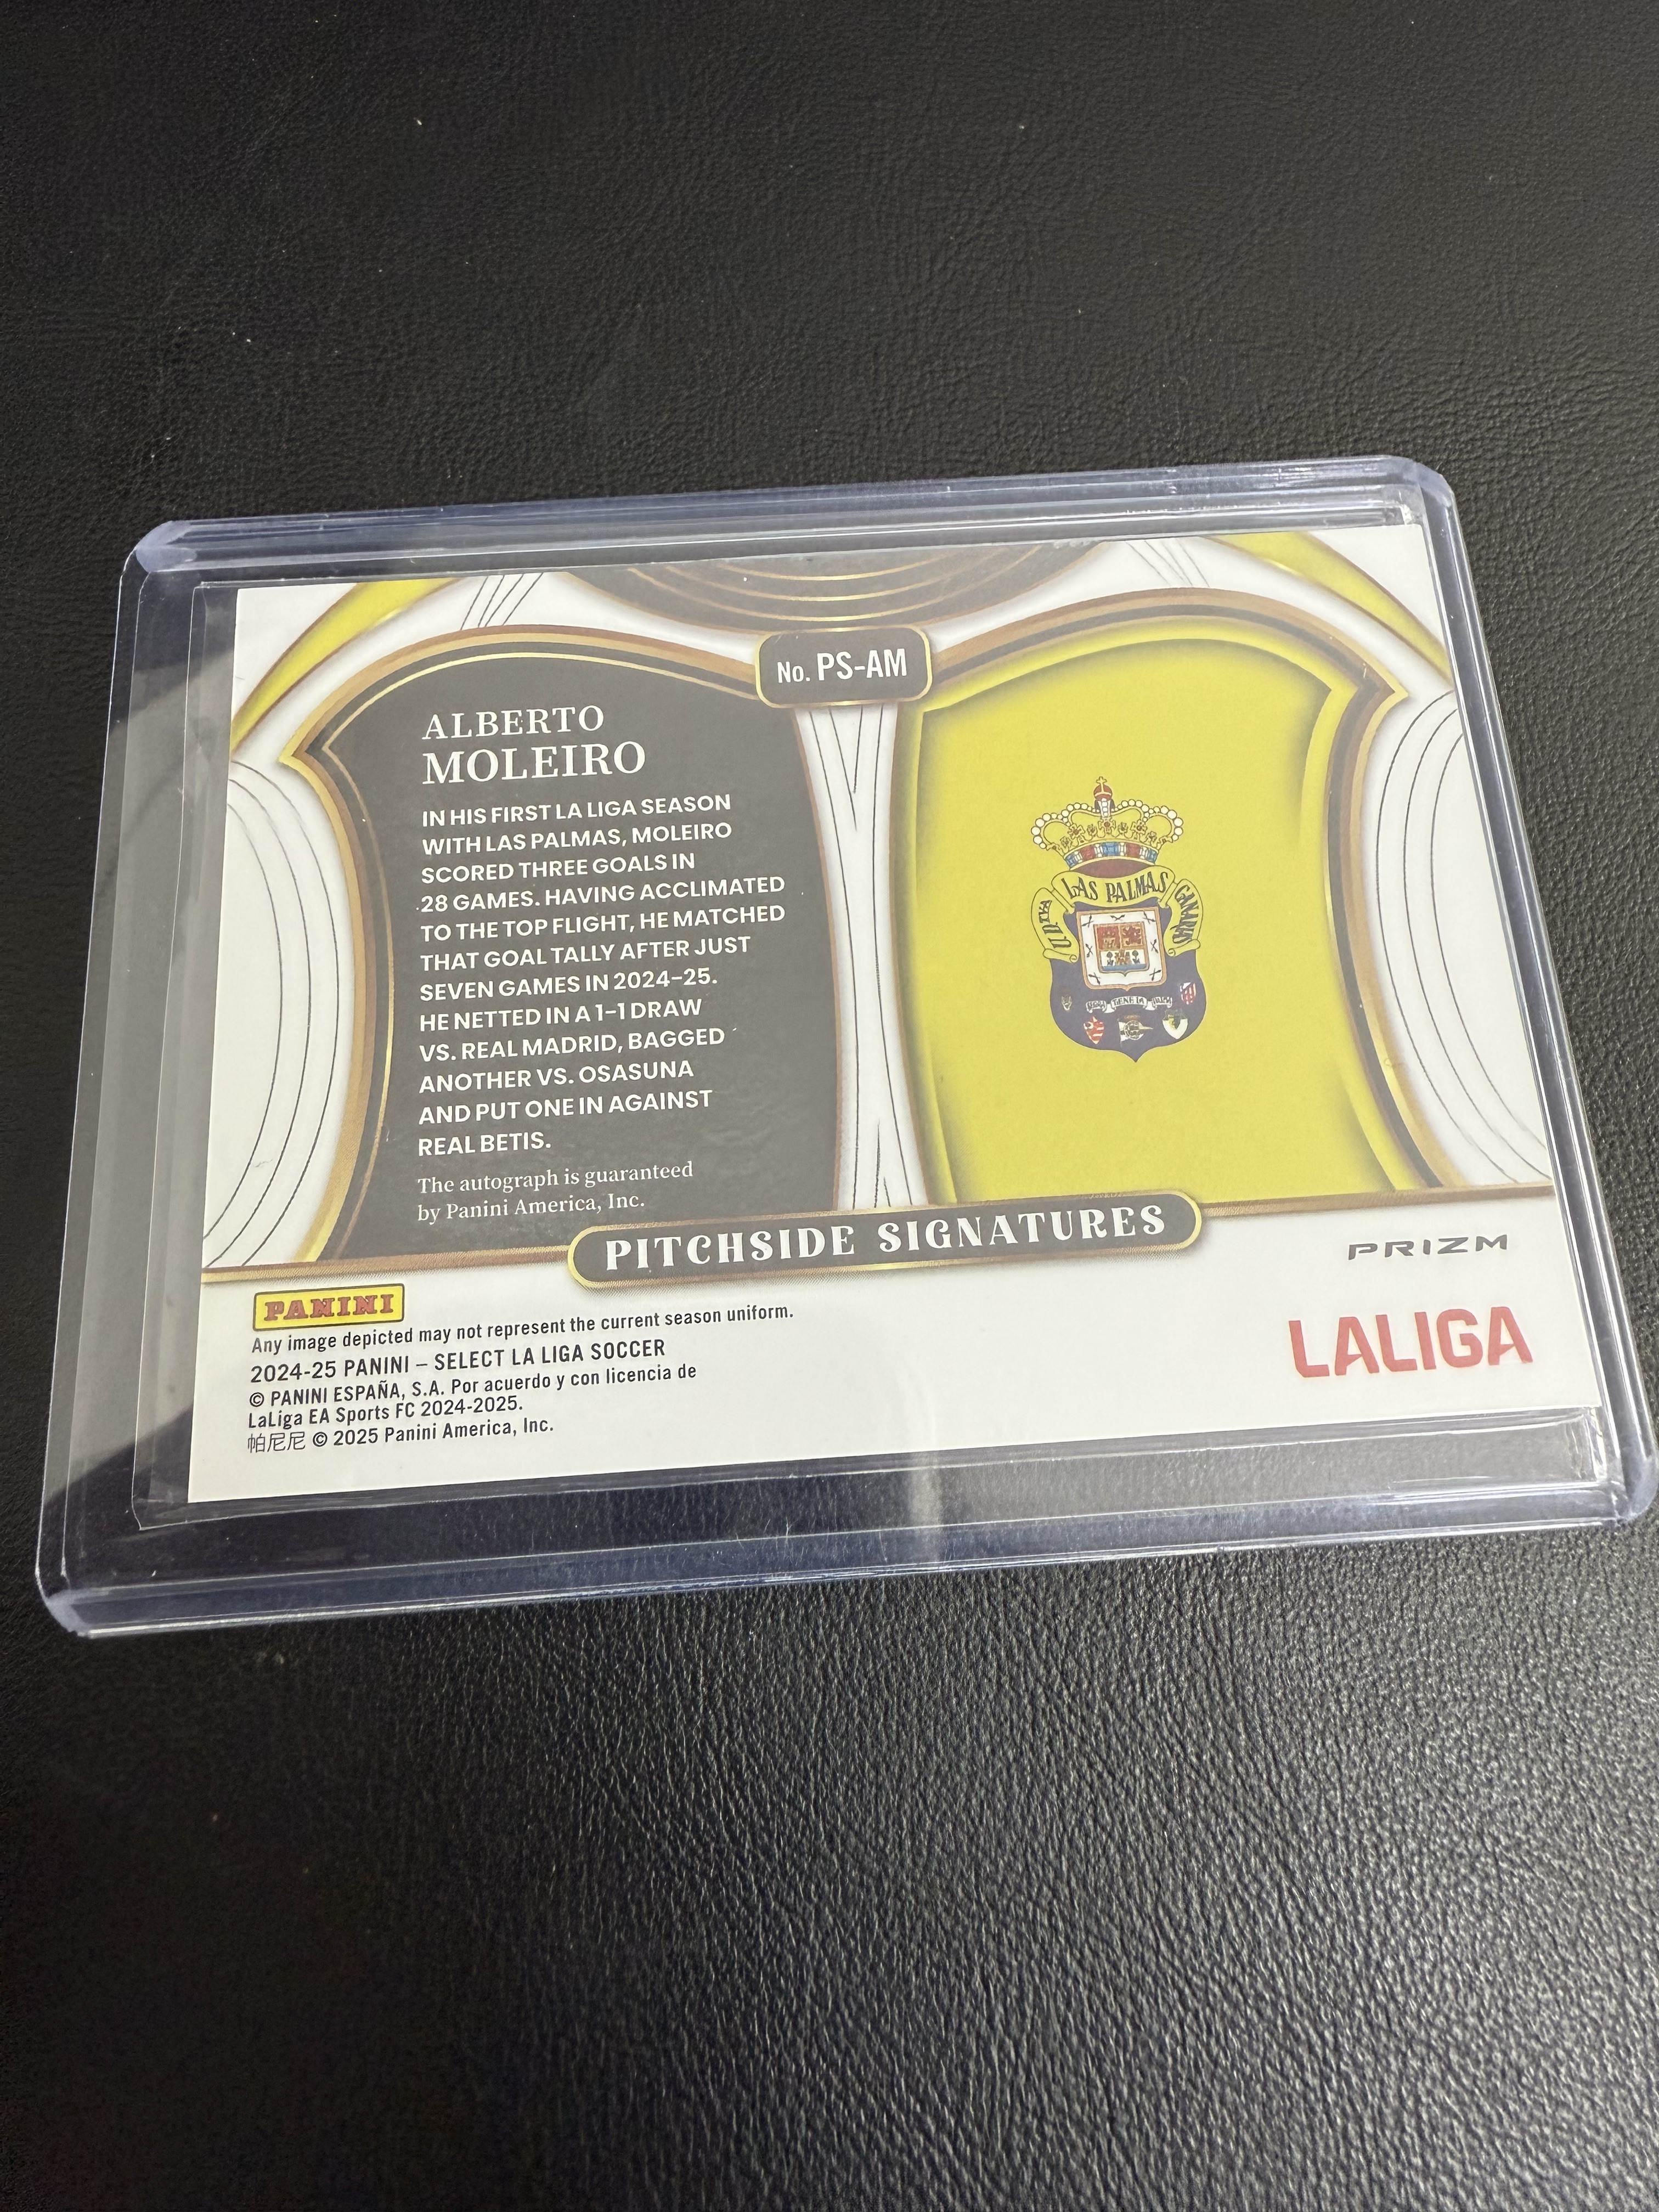 No. PS-AM
ALBERTO
MOLEIRO
IN HIS FIRST LA LIGA SEASON
WITH LAS PALMAS, MOLEIRO
SCORED THREE GOALS IN
28 GAMES. HAVING ACCLIMATED
TO THE TOP FLIGHT, HE MATCHED
THAT GOAL TALLY AFTER JUST
SEVEN GAMES IN 2024-25.
HE NETTED IN A 1-1 DRAW
VS. REAL MADRID, BAGGED
ANOTHER VS. OSASUNA
AND PUT ONE IN AGAINST
REAL BETIS.
The autograph is guaranteed
by Panini America, Inc.
LAS PALMAS
PITCHSIDE SIGNATURES
PRIZM
PANINI
LALIGA
Any image depicted may not represent the current season uniform.
2024-25 PANINI – SELECT LA LIGA SOCCER
© PANINI ESPAÑA, S.A. Por acuerdo y con licencia de
LaLiga EA Sports FC 2024-2025.
帕尼尼 © 2025 Panini America, Inc.